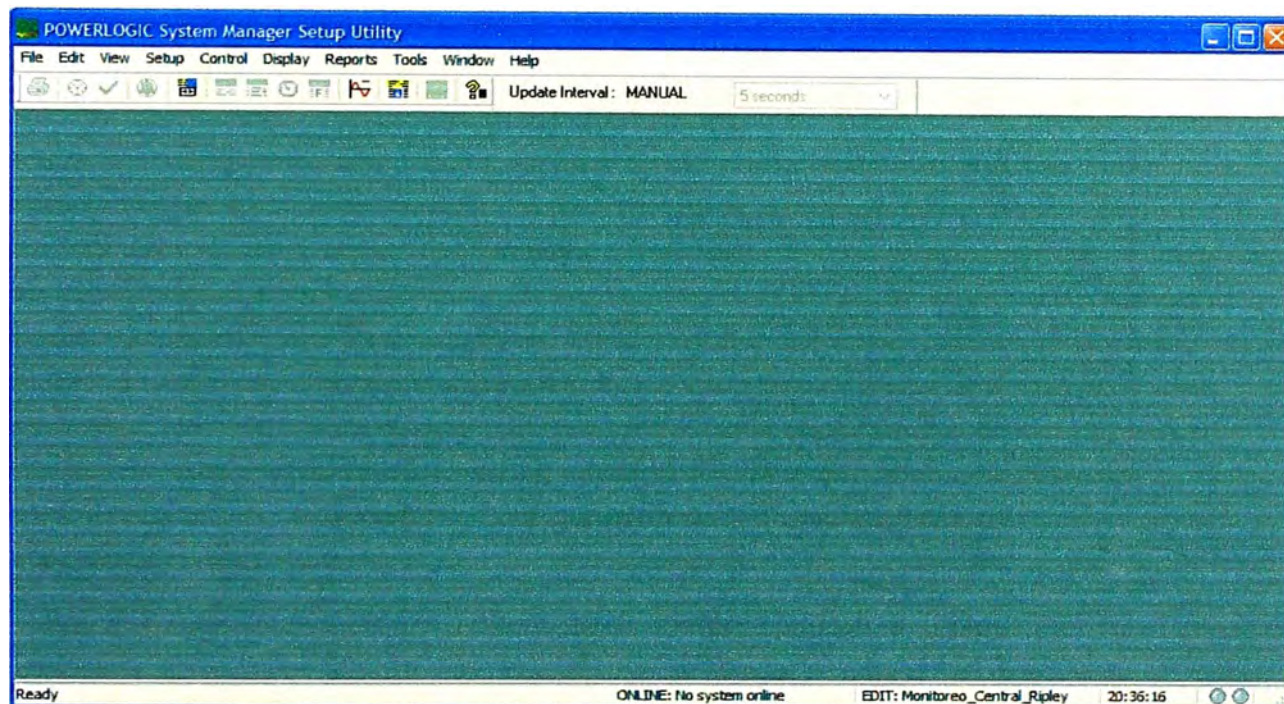 POWERLOGIC System Manager Setup Utility
File Edit View Setup Control Display Reports Tools Window Help
Update Interval: MANUAL 5 seconds
Ready ONLINE: No system online EDIT: Monitoreo_Central_Ripley 20:36:16